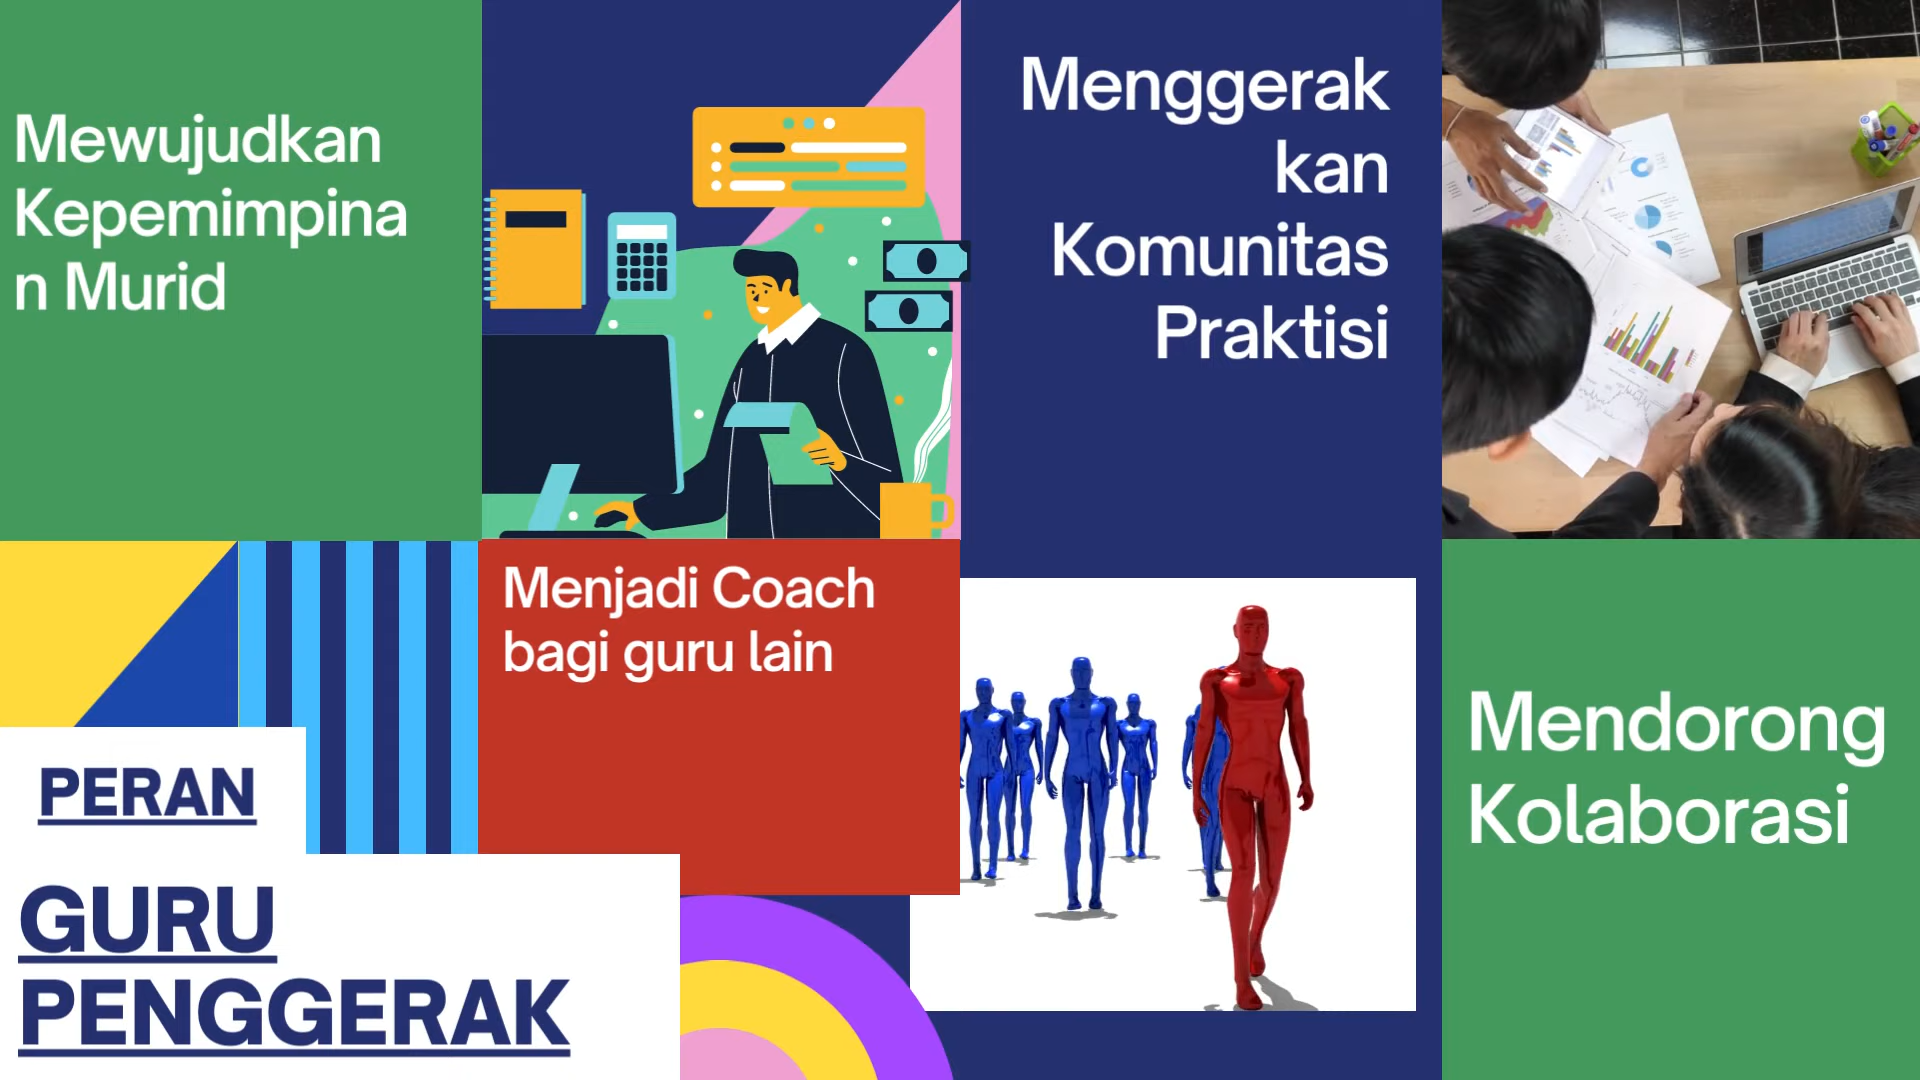 Mewujudkan
Kepemimpina
n Murid
Menggerak
kan
Komunitas
Praktisi
Menjadi Coach
bagi guru lain
Mendorong
Kolaborasi
PERAN
GURU
PENGGERAK